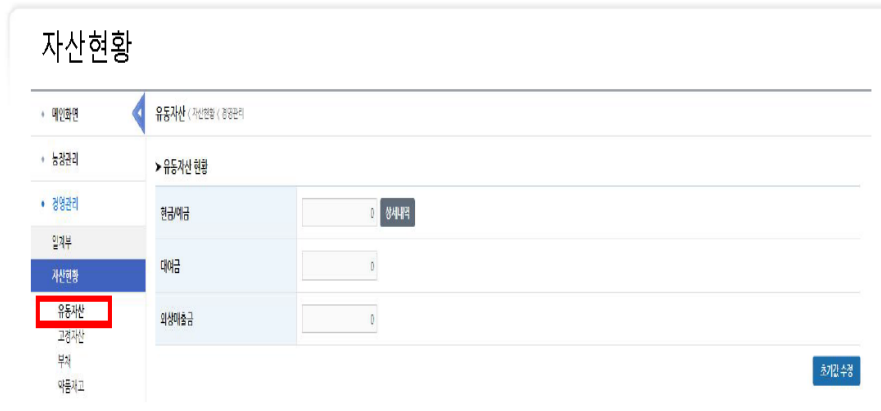 자산현황
메인화면
유동자산 < 자산현황 < 경영관리
농장관리
➤ 유동자산 현황
경영관리
현금/예금 0 상세내역
일계부
대여금 0
자산현황
유동자산
외상매출금 0
고정자산
부채
초기값 수정
약품재고